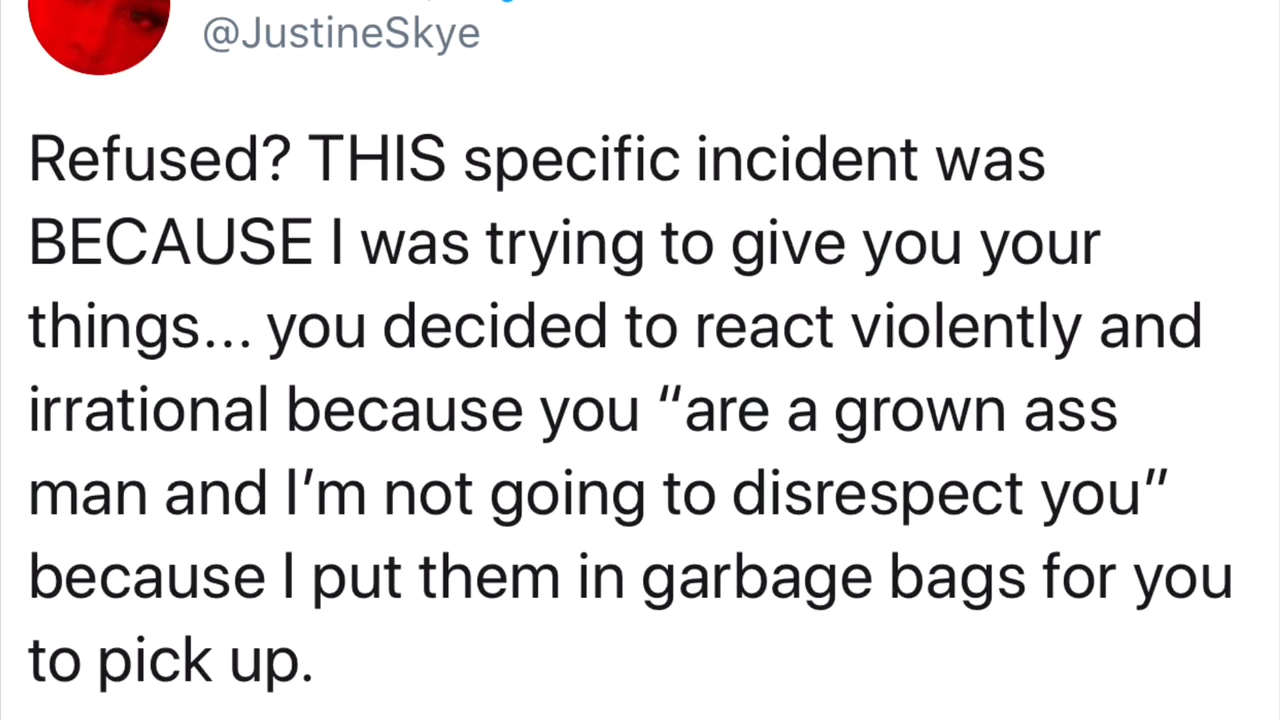 @JustineSkye
Refused? THIS specific incident was
BECAUSE I was trying to give you your
things... you decided to react violently and
irrational because you “are a grown ass
man and I’m not going to disrespect you”
because I put them in garbage bags for you
to pick up.